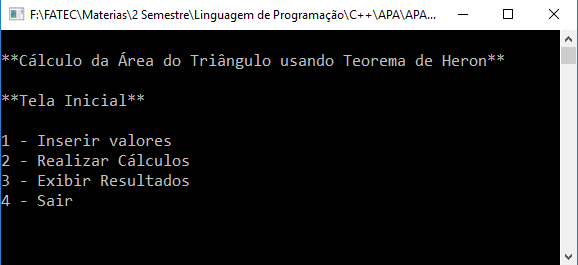 F:\FATEC\Materias\2 Semestre\Linguagem de Programação\C++\APA\APA...
**Cálculo da Área do Triângulo usando Teorema de Heron**
**Tela Inicial**
1 - Inserir valores
2 - Realizar Cálculos
3 - Exibir Resultados
4 - Sair